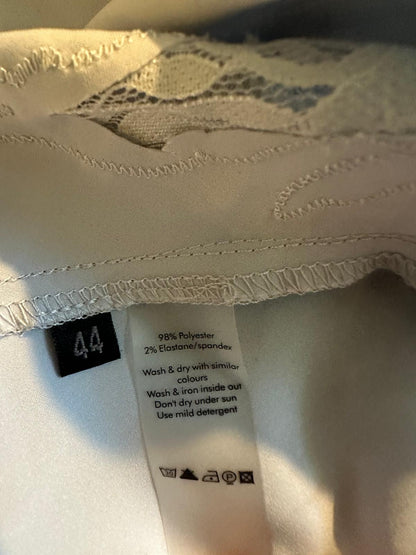 44
98% Polyester
2% Elastane/spandex
Wash & dry with similar
colours
Wash & iron inside out
Don't dry under sun
Use mild detergent